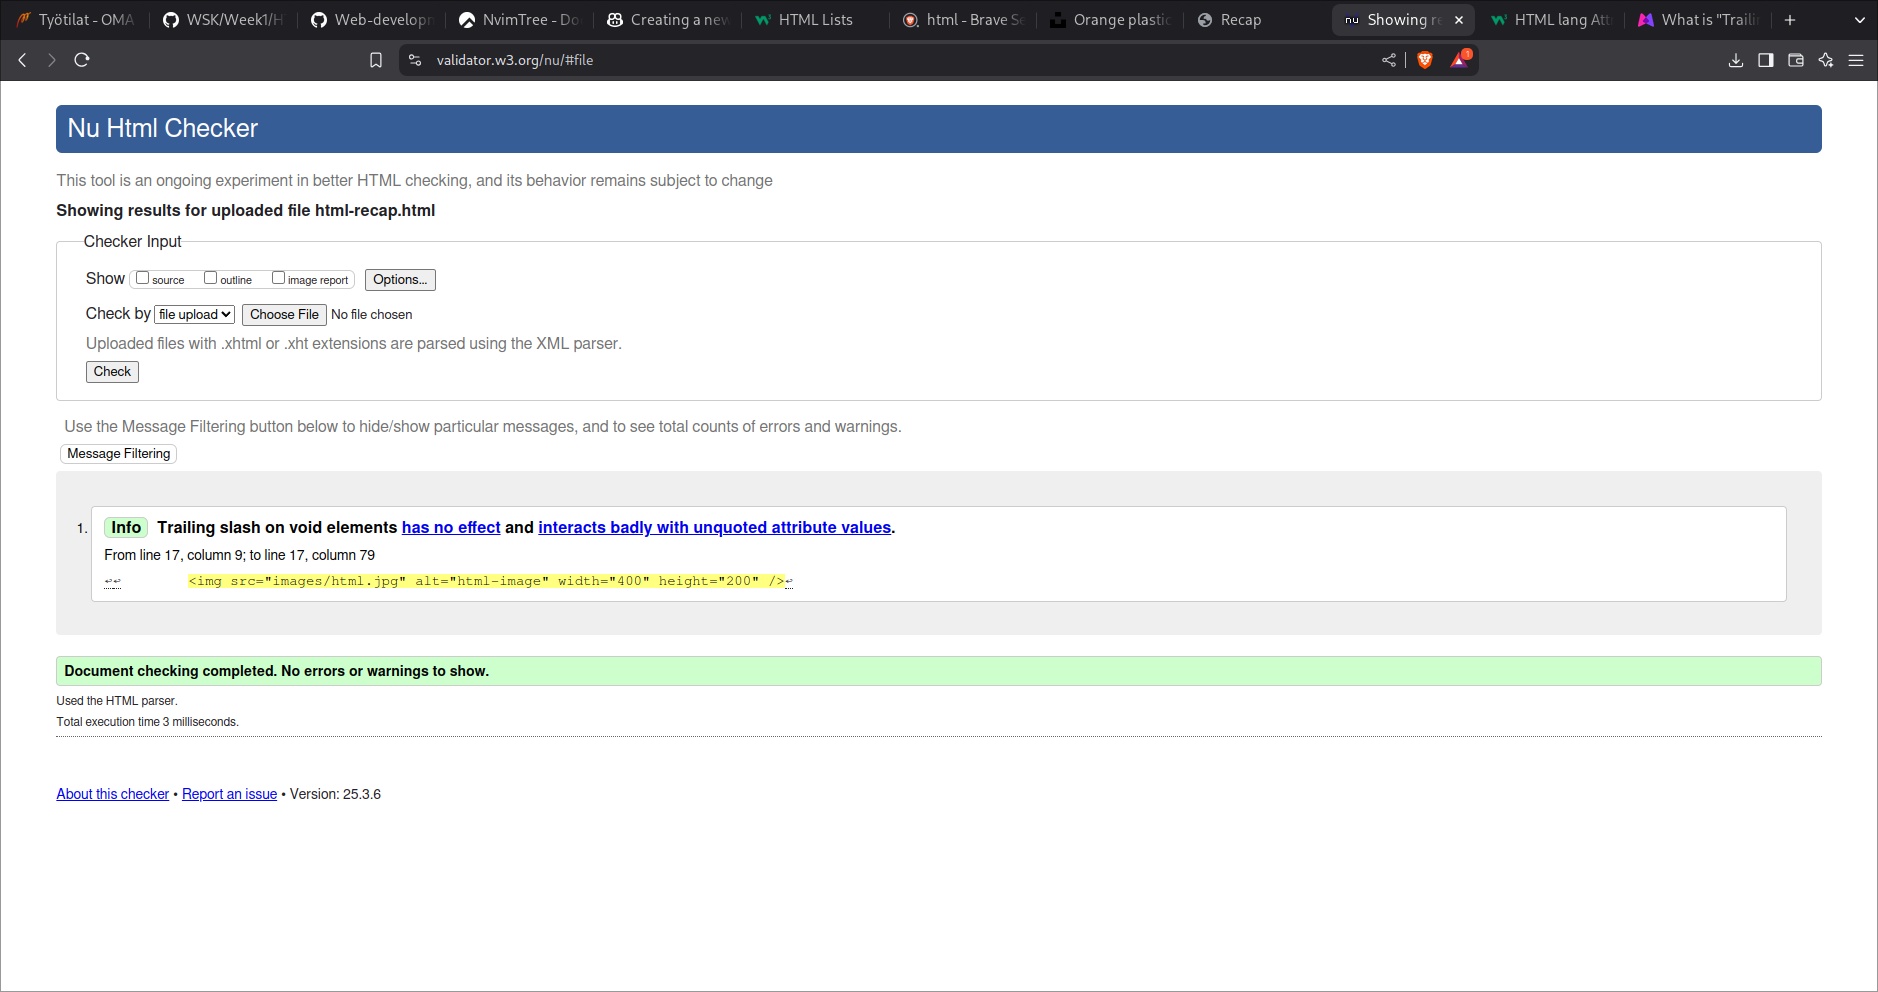 Työtilat - OMA
WSK/Week1/H
Web-developm
NvimTree - Do
Creating a new
HTML Lists
html - Brave Se
Orange plastic
Recap
Showing re
HTML lang Att
What is "Trailin
validator.w3.org/nu/#file
1
Nu Html Checker
This tool is an ongoing experiment in better HTML checking, and its behavior remains subject to change
Showing results for uploaded file html-recap.html
Checker Input
Show source outline image report Options...
Check by file upload Choose File No file chosen
Uploaded files with .xhtml or .xht extensions are parsed using the XML parser.
Check
Use the Message Filtering button below to hide/show particular messages, and to see total counts of errors and warnings.
Message Filtering
1. Info Trailing slash on void elements has no effect and interacts badly with unquoted attribute values.
From line 17, column 9; to line 17, column 79
↩↩ <img src="images/html.jpg" alt="html-image" width="400" height="200" />↩
Document checking completed. No errors or warnings to show.
Used the HTML parser.
Total execution time 3 milliseconds.
About this checker • Report an issue • Version: 25.3.6